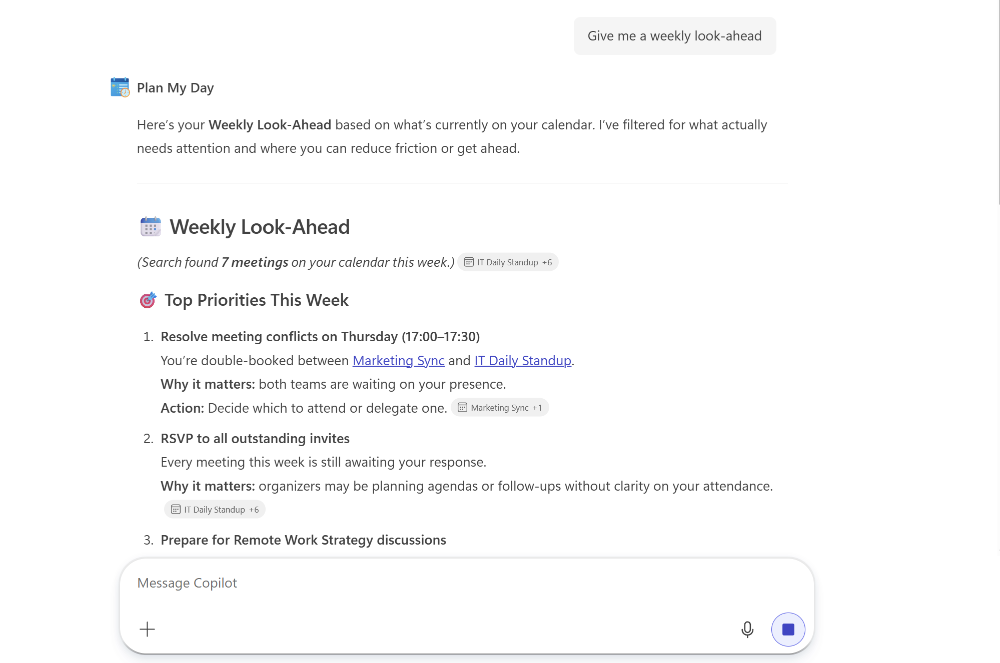 Give me a weekly look-ahead
Plan My Day
Here’s your Weekly Look-Ahead based on what’s currently on your calendar. I’ve filtered for what actually
needs attention and where you can reduce friction or get ahead.
Weekly Look-Ahead
(Search found 7 meetings on your calendar this week.) IT Daily Standup +6
Top Priorities This Week
1. Resolve meeting conflicts on Thursday (17:00–17:30)
You’re double-booked between Marketing Sync and IT Daily Standup.
Why it matters: both teams are waiting on your presence.
Action: Decide which to attend or delegate one. Marketing Sync +1
2. RSVP to all outstanding invites
Every meeting this week is still awaiting your response.
Why it matters: organizers may be planning agendas or follow-ups without clarity on your attendance.
IT Daily Standup +6
3. Prepare for Remote Work Strategy discussions
Message Copilot